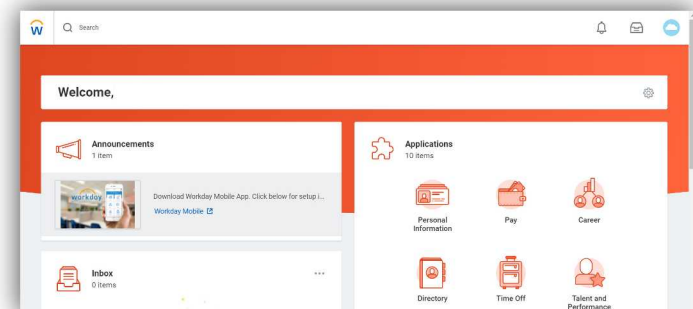 W
Search
Welcome,
Announcements
1 item
workday
Download Workday Mobile App. Click below for setup i...
Workday Mobile
Inbox
0 items
Applications
10 items
Personal
Information
Pay
Career
Directory
Time Off
Talent and
Performance